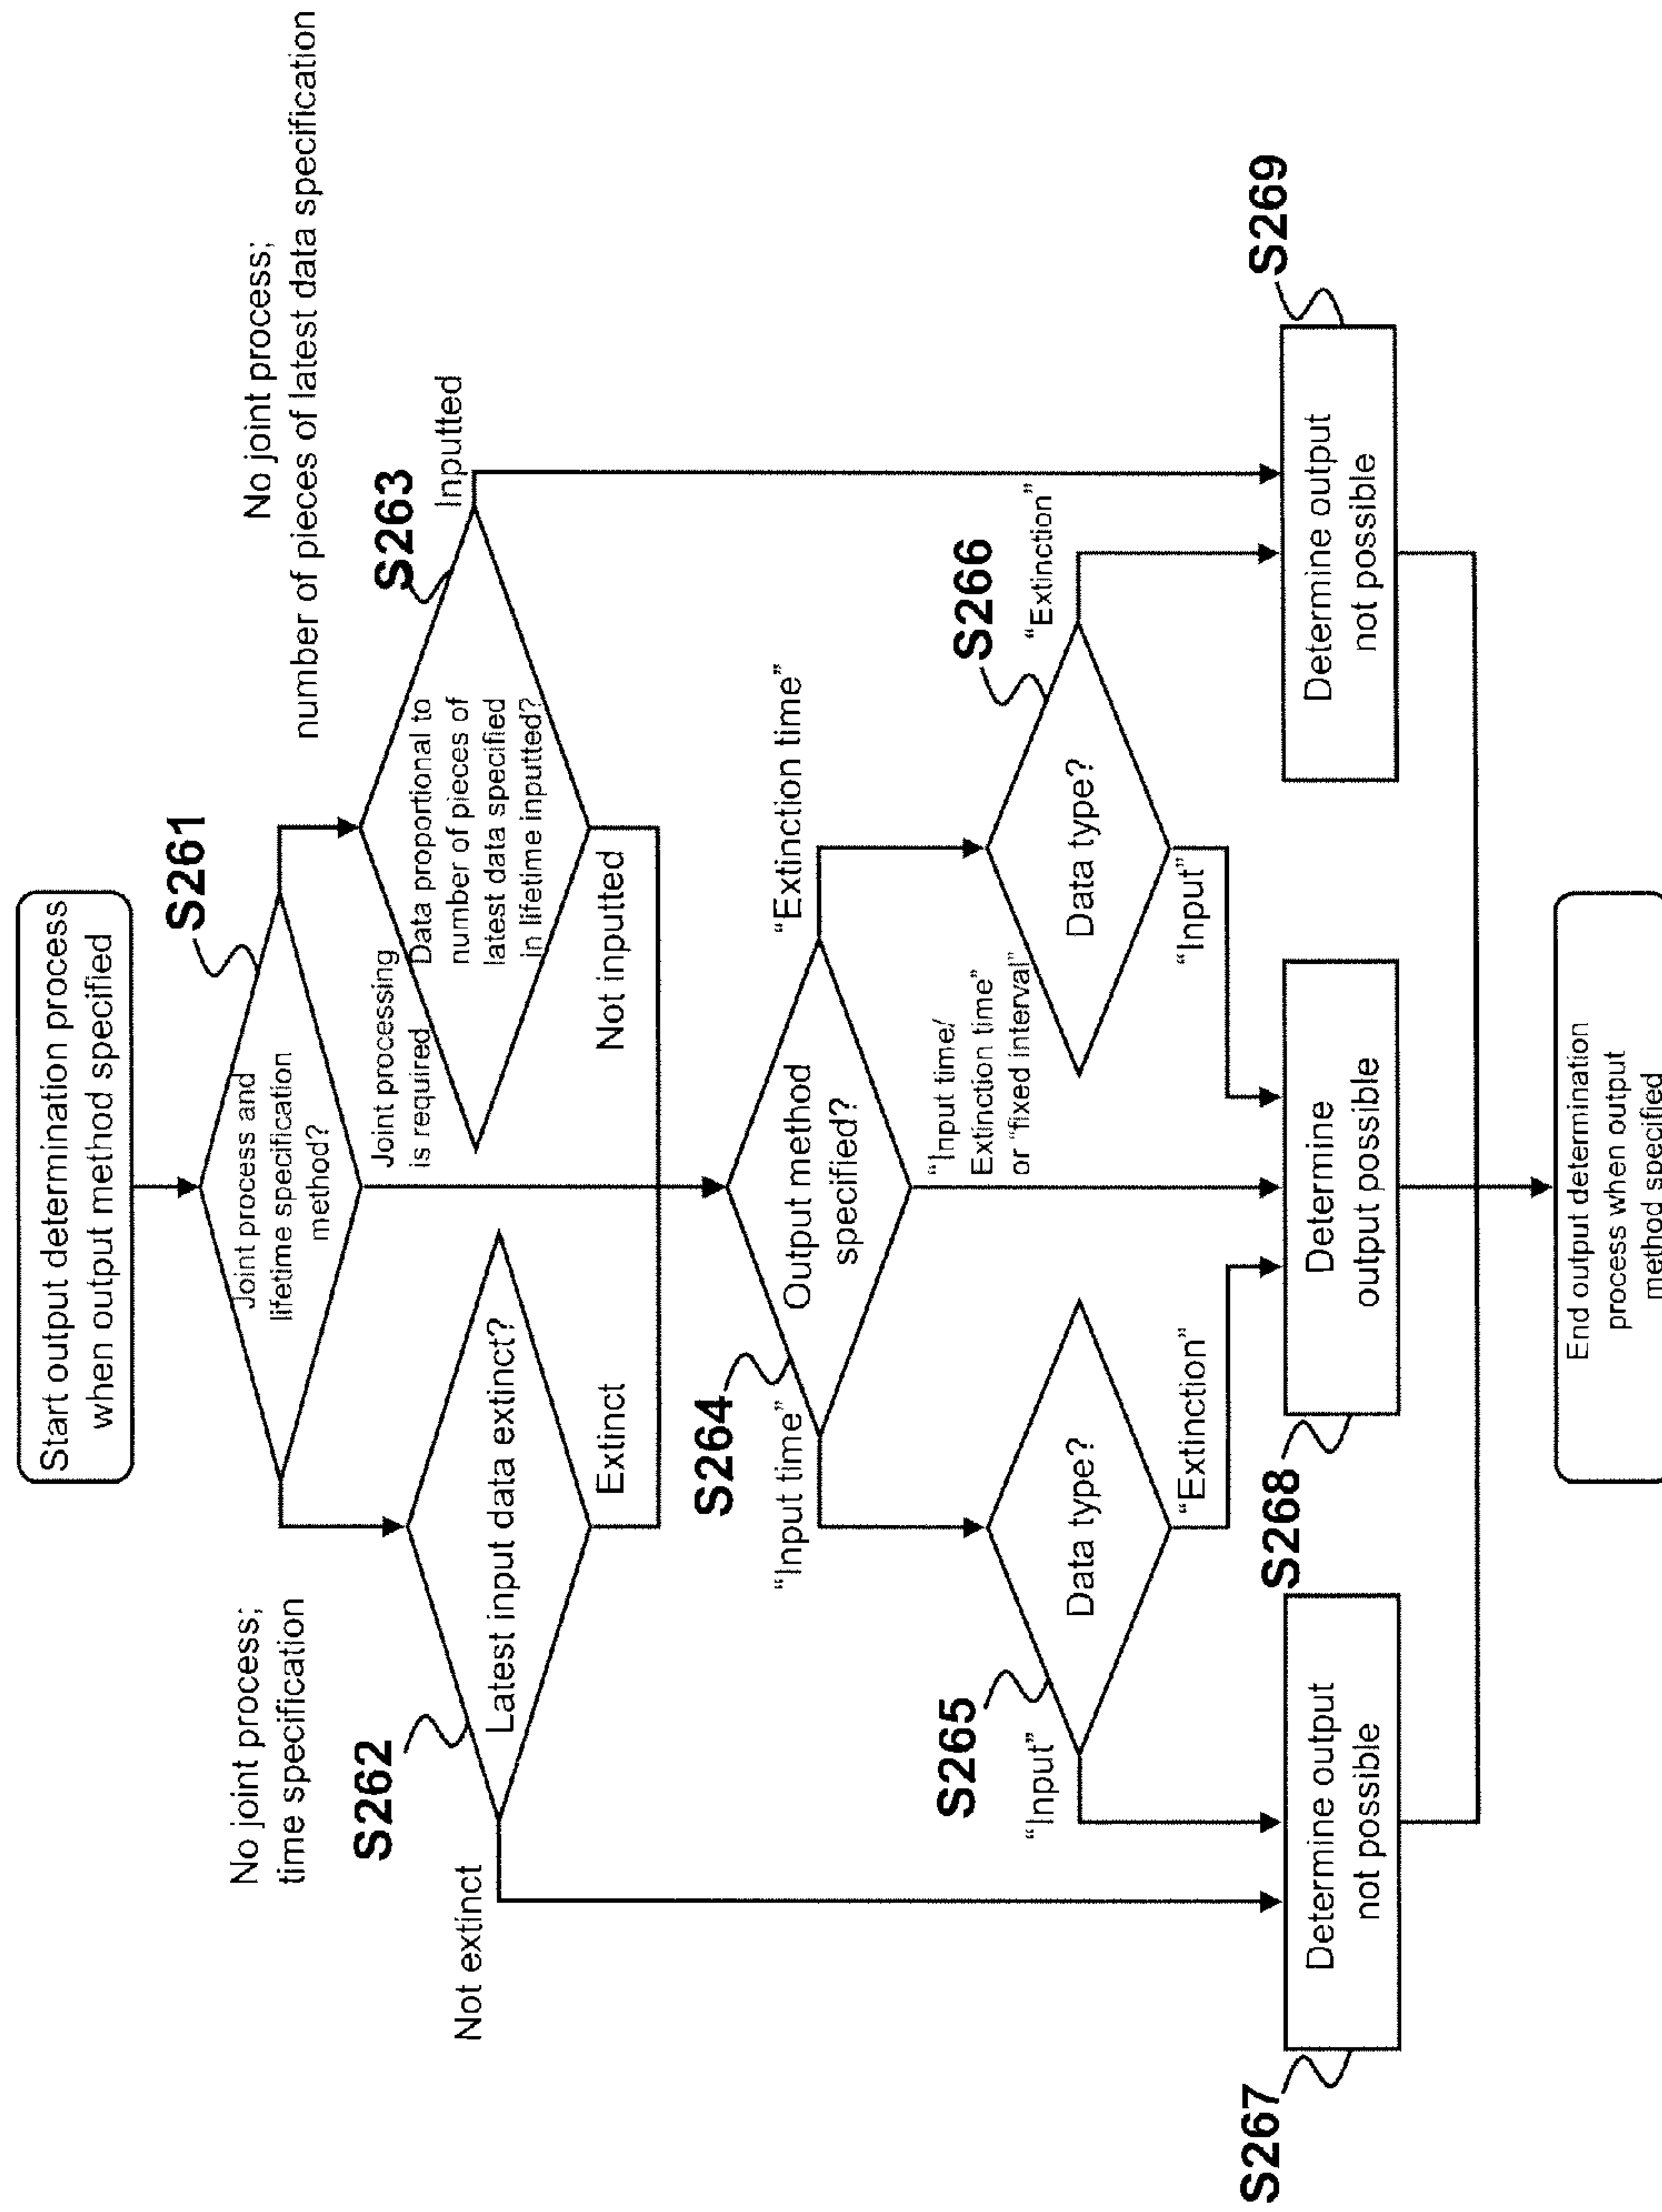 Start output determination process
when output method specified
S261
Joint process and
lifetime specification
method?
No joint process;
time specification
No joint process;
number of pieces of latest data specification
Joint processing
is required
S262
Latest input data extinct?
Not extinct
Extinct
S263
Data proportional to
number of pieces of
latest data specified
in lifetime inputted?
Inputted
Not inputted
S264
Output method
specified?
“Input time”
“Extinction time”
“Input time/
Extinction time”
or “fixed interval”
S265
Data type?
“Input”
“Extinction”
S266
Data type?
“Extinction”
“Input”
S267
Determine output
not possible
S268
Determine
output possible
S269
Determine output
not possible
End output determination
process when output
method specified